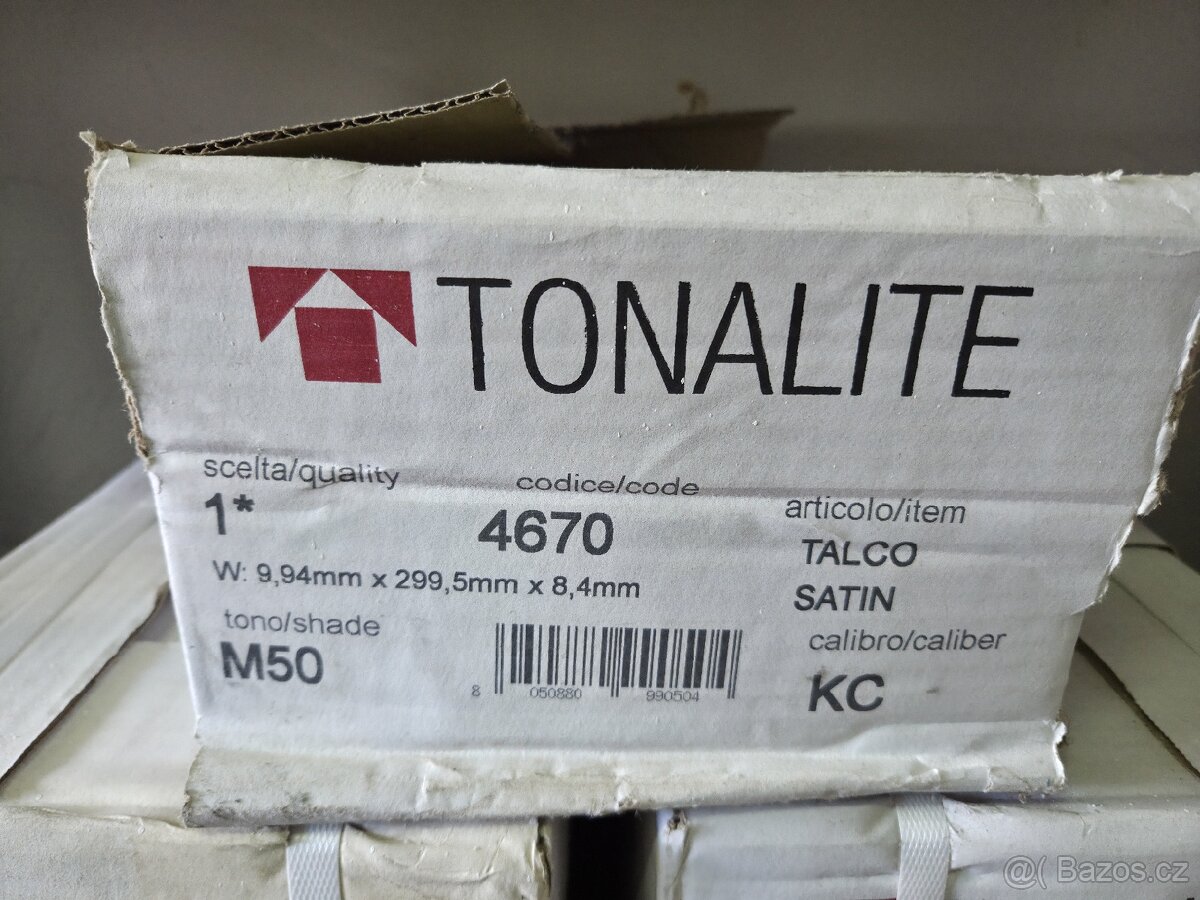 TONALITE
scelta/quality
1*
codice/code
4670
articolo/item
TALCO
SATIN
W: 9,94mm x 299,5mm x 8,4mm
tono/shade
M50
8 050880 990504
calibro/caliber
KC
@( Bazos.cz